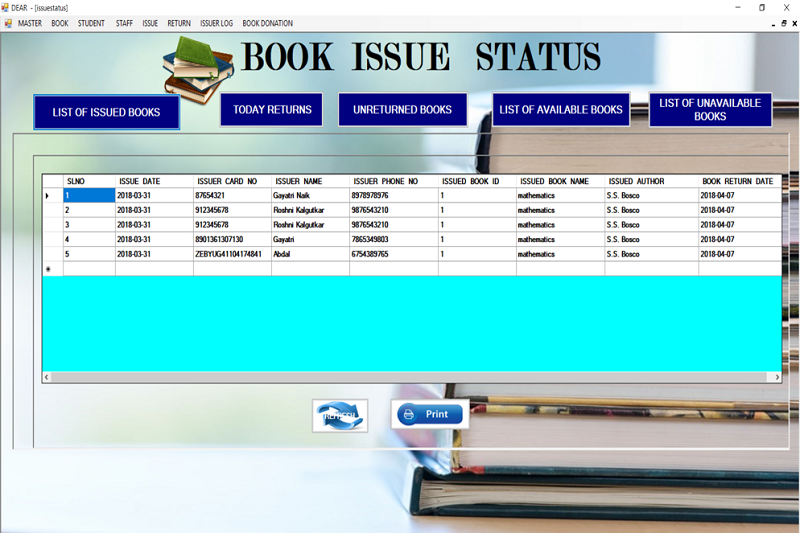 DEAR - [issuestatus]
MASTER BOOK STUDENT STAFF ISSUE RETURN ISSUER LOG BOOK DONATION
BOOK ISSUE STATUS
LIST OF ISSUED BOOKS TODAY RETURNS UNRETURNED BOOKS LIST OF AVAILABLE BOOKS LIST OF UNAVAILABLE
BOOKS
SLNO ISSUE DATE ISSUER CARD NO ISSUER NAME ISSUER PHONE NO ISSUED BOOK ID ISSUED BOOK NAME ISSUED AUTHOR BOOK RETURN DATE
1 2018-03-31 87654321 Gayatri Naik 8978978976 1 mathematics S.S. Bosco 2018-04-07
2 2018-03-31 912345678 Roshni Kalgutkar 9876543210 1 mathematics S.S. Bosco 2018-04-07
3 2018-03-31 912345678 Roshni Kalgutkar 9876543210 1 mathematics S.S. Bosco 2018-04-07
4 2018-03-31 8901361307130 Gayatri 7865349803 1 mathematics S.S. Bosco 2018-04-07
5 2018-03-31 ZEBYUG41104174841 Abdal 6754389765 1 mathematics S.S. Bosco 2018-04-07
Print